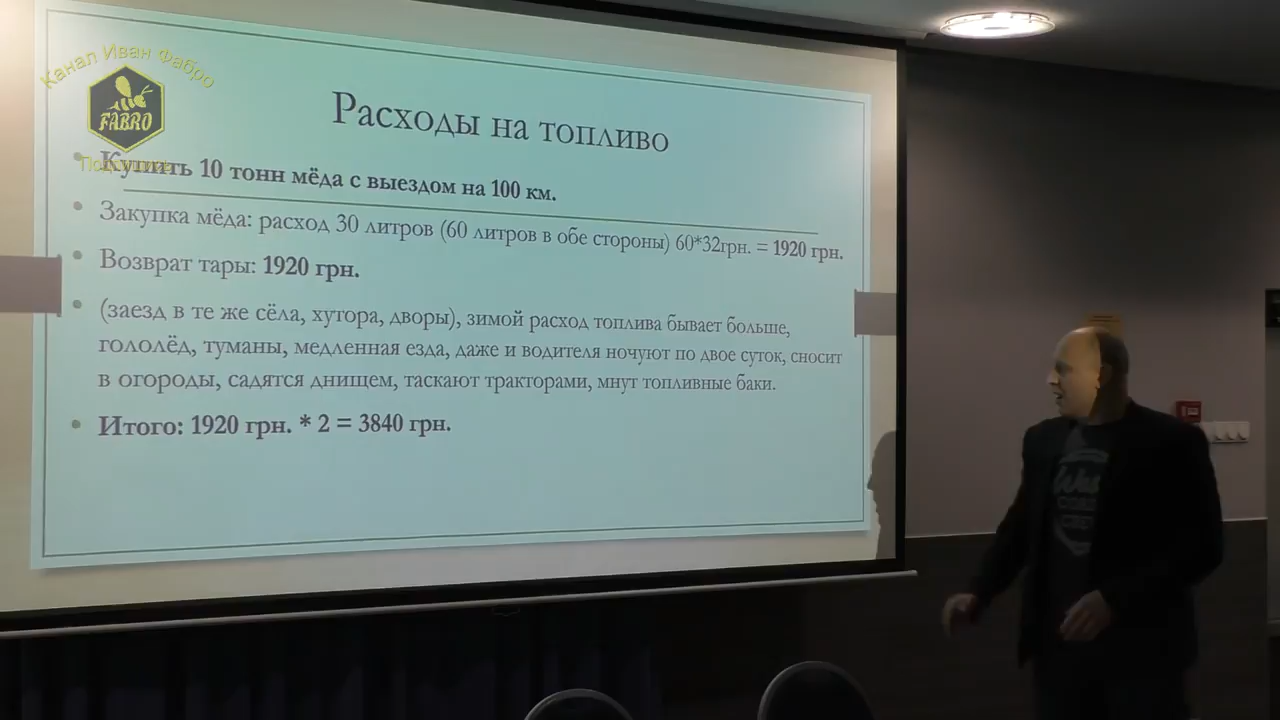 Канал Иван Фабро
FABRO
Расходы на топливо
Купить 10 тонн мёда с выездом на 100 км.
Закупка мёда: расход 30 литров (60 литров в обе стороны) 60*32грн. = 1920 грн.
Возврат тары: 1920 грн.
(заезд в те же сёла, хутора, дворы), зимой расход топлива бывает больше,
гололёд, туманы, медленная езда, даже и водителя ночуют по двое суток, сносит
в огороды, садятся днищем, таскают тракторами, мнут топливные баки.
Итого: 1920 грн. * 2 = 3840 грн.